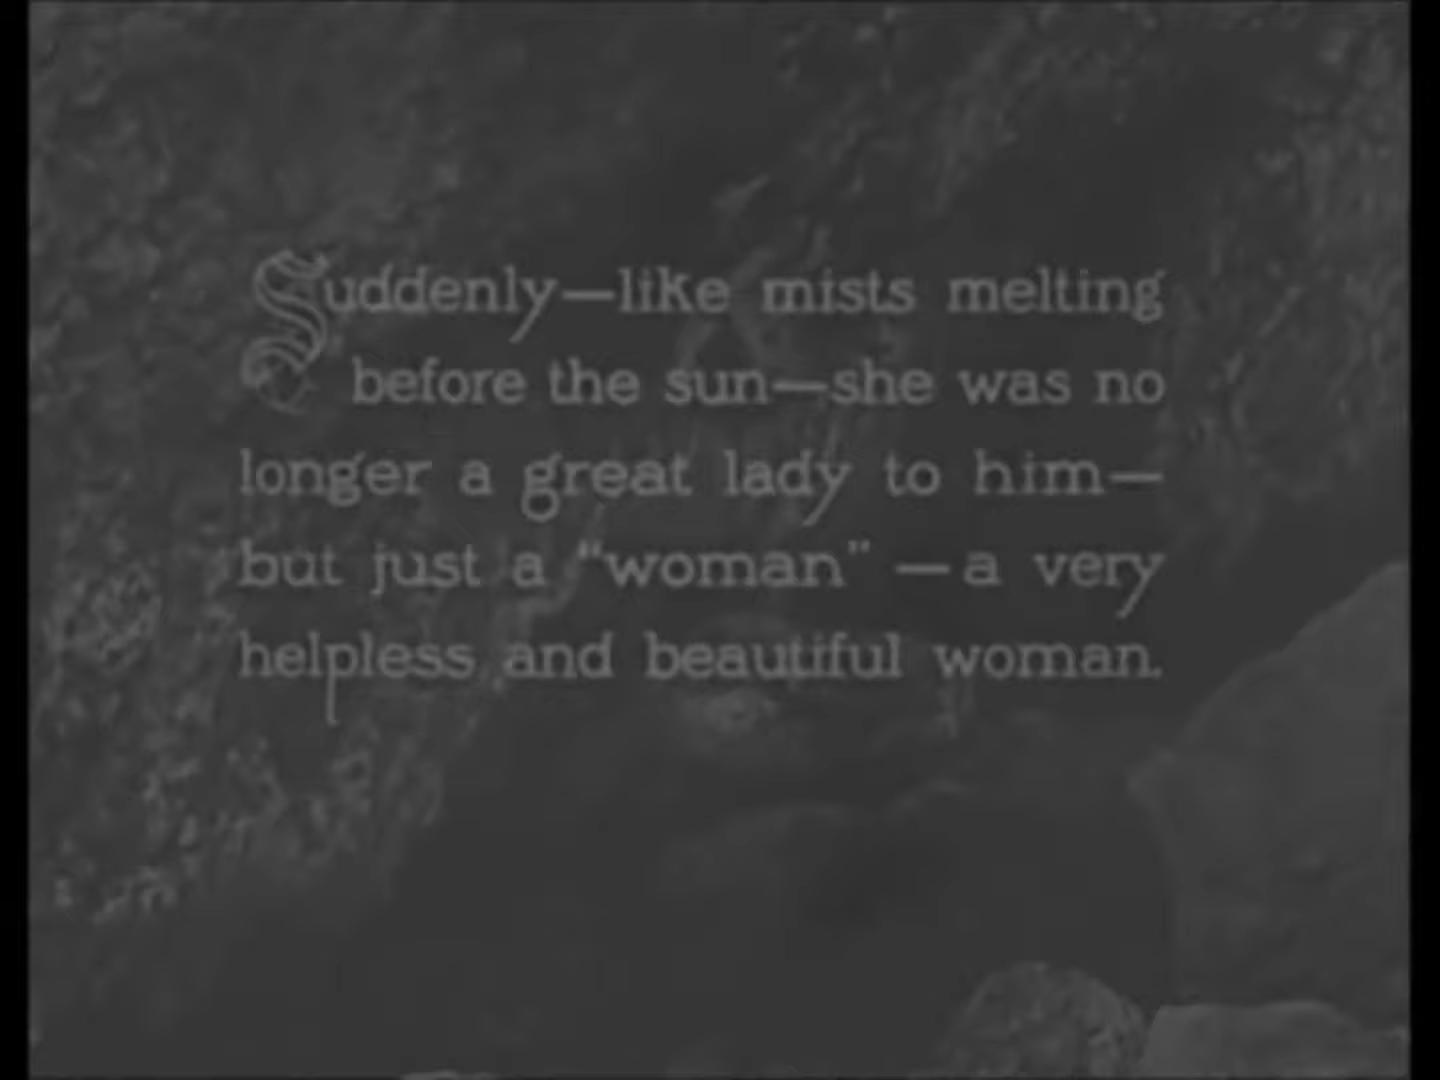 Suddenly—like mists melting
before the sun—she was no
longer a great lady to him—
but just a “woman” —a very
helpless and beautiful woman.